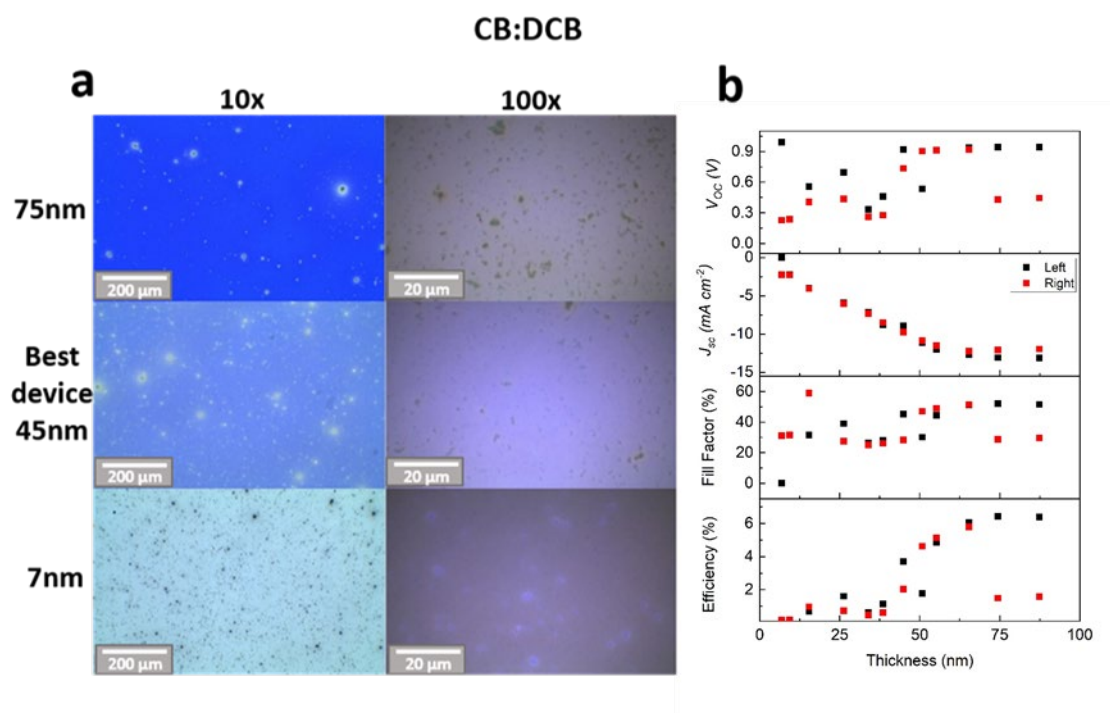 CB:DCB
a
10x
100x
b
75nm
200 µm
20 µm
Best
device
45nm
200 µm
20 µm
7nm
200 µm
20 µm
0.9
0.6
0.3
0.0
VOC (V)
0
-5
-10
-15
Jsc (mA cm-2)
Left
Right
60
40
20
0
Fill Factor (%)
6
4
2
Efficiency (%)
0 25 50 75 100
Thickness (nm)